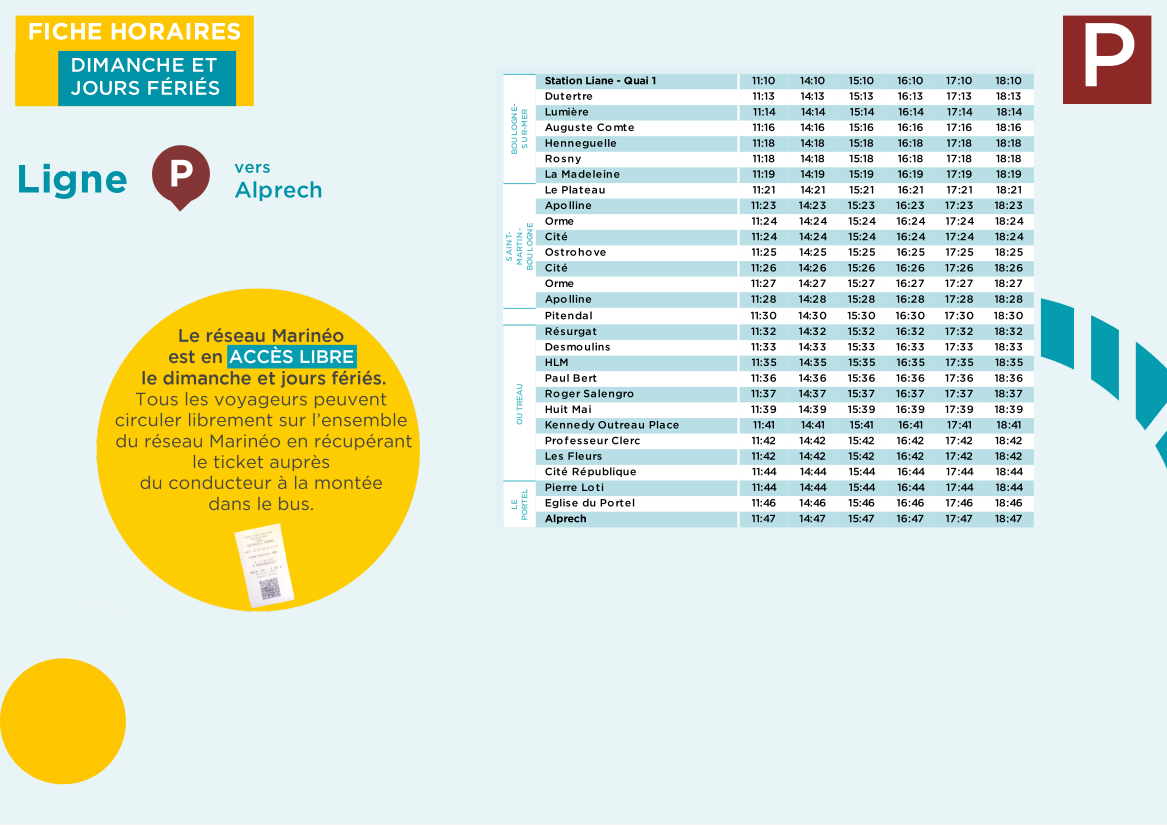 FICHE HORAIRES
DIMANCHE ET
JOURS FÉRIÉS
P
Ligne
P
vers
Alprech
Le réseau Marinéo
est en ACCÈS LIBRE
le dimanche et jours fériés.
Tous les voyageurs peuvent
circuler librement sur l'ensemble
du réseau Marinéo en récupérant
le ticket auprès
du conducteur à la montée
dans le bus.
BOULOGNE-
SUR-MER
Station Liane - Quai 1 11:10 14:10 15:10 16:10 17:10 18:10
Dutertre 11:13 14:13 15:13 16:13 17:13 18:13
Lumière 11:14 14:14 15:14 16:14 17:14 18:14
Auguste Comte 11:16 14:16 15:16 16:16 17:16 18:16
Henneguelle 11:18 14:18 15:18 16:18 17:18 18:18
Rosny 11:18 14:18 15:18 16:18 17:18 18:18
La Madeleine 11:19 14:19 15:19 16:19 17:19 18:19
SAINT-
MARTIN-
BOULOGNE
Le Plateau 11:21 14:21 15:21 16:21 17:21 18:21
Apolline 11:23 14:23 15:23 16:23 17:23 18:23
Orme 11:24 14:24 15:24 16:24 17:24 18:24
Cité 11:24 14:24 15:24 16:24 17:24 18:24
Ostrohove 11:25 14:25 15:25 16:25 17:25 18:25
Cité 11:26 14:26 15:26 16:26 17:26 18:26
Orme 11:27 14:27 15:27 16:27 17:27 18:27
Apolline 11:28 14:28 15:28 16:28 17:28 18:28
Pitendal 11:30 14:30 15:30 16:30 17:30 18:30
OUTREAU
Résurgat 11:32 14:32 15:32 16:32 17:32 18:32
Desmoulins 11:33 14:33 15:33 16:33 17:33 18:33
HLM 11:35 14:35 15:35 16:35 17:35 18:35
Paul Bert 11:36 14:36 15:36 16:36 17:36 18:36
Roger Salengro 11:37 14:37 15:37 16:37 17:37 18:37
Huit Mai 11:39 14:39 15:39 16:39 17:39 18:39
Kennedy Outreau Place 11:41 14:41 15:41 16:41 17:41 18:41
Professeur Clerc 11:42 14:42 15:42 16:42 17:42 18:42
Les Fleurs 11:42 14:42 15:42 16:42 17:42 18:42
Cité République 11:44 14:44 15:44 16:44 17:44 18:44
LE
PORTEL
Pierre Loti 11:44 14:44 15:44 16:44 17:44 18:44
Eglise du Portel 11:46 14:46 15:46 16:46 17:46 18:46
Alprech 11:47 14:47 15:47 16:47 17:47 18:47